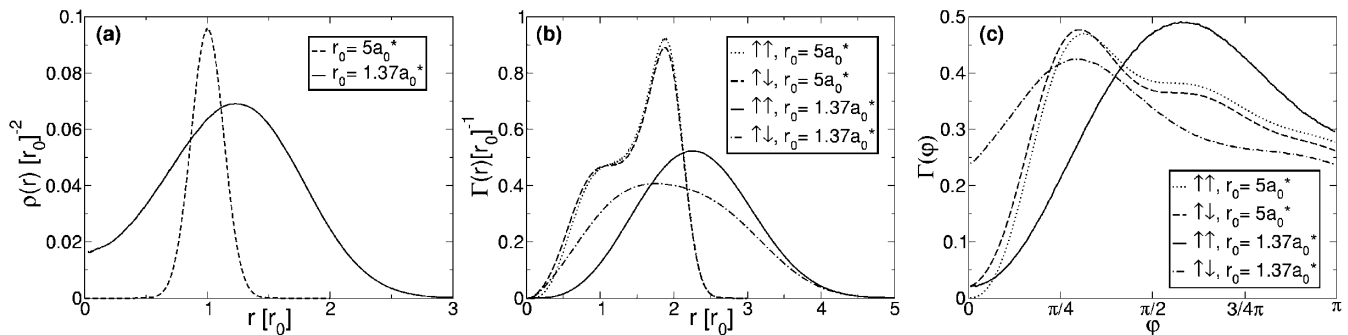 (a)
r₀= 5a₀*
r₀= 1.37a₀*
ρ(r) [r₀]⁻²
0.1
0.08
0.06
0.04
0.02
0
0 1 2 3
r [r₀]
(b)
↑↑, r₀= 5a₀*
↑↓, r₀= 5a₀*
↑↑, r₀= 1.37a₀*
↑↓, r₀= 1.37a₀*
Γ(r)[r₀]⁻¹
1
0.8
0.6
0.4
0.2
0
0 1 2 3 4 5
r [r₀]
(c)
↑↑, r₀= 5a₀*
↑↓, r₀= 5a₀*
↑↑, r₀= 1.37a₀*
↑↓, r₀= 1.37a₀*
Γ(φ)
0.5
0.4
0.3
0.2
0.1
0
0 π/4 π/2 3/4π π
φ